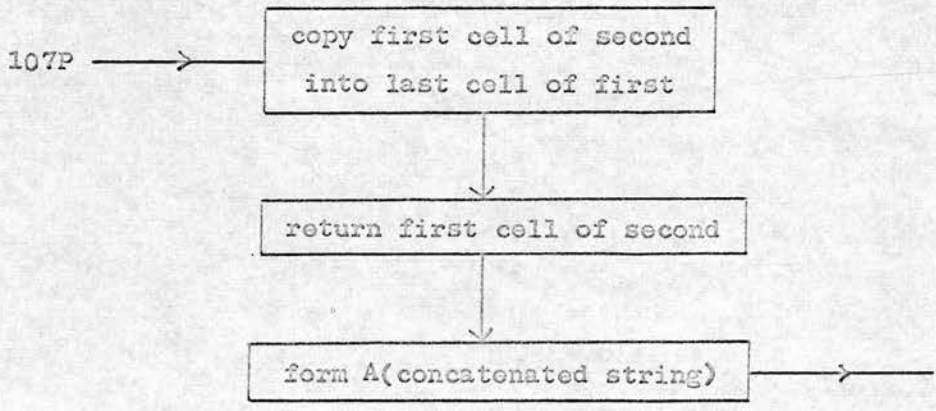 copy first cell of second
107P
into last cell of first
return first cell of second
form A(concatenated string)